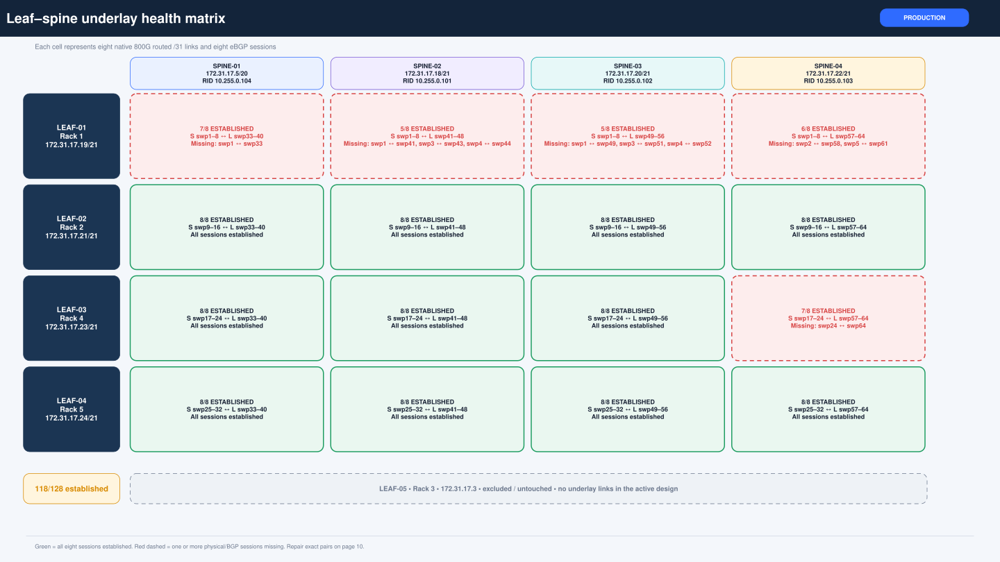 Leaf–spine underlay health matrix
PRODUCTION
Each cell represents eight native 800G routed /31 links and eight eBGP sessions
SPINE-01
172.31.17.5/20
RID 10.255.0.104
SPINE-02
172.31.17.18/21
RID 10.255.0.101
SPINE-03
172.31.17.20/21
RID 10.255.0.102
SPINE-04
172.31.17.22/21
RID 10.255.0.103
LEAF-01
Rack 1
172.31.17.19/21
7/8 ESTABLISHED
S swp1–8 ↔ L swp33–40
Missing: swp1 ↔ swp33
5/8 ESTABLISHED
S swp1–8 ↔ L swp41–48
Missing: swp1 ↔ swp41, swp3 ↔ swp43, swp4 ↔ swp44
5/8 ESTABLISHED
S swp1–8 ↔ L swp49–56
Missing: swp1 ↔ swp49, swp3 ↔ swp51, swp4 ↔ swp52
6/8 ESTABLISHED
S swp1–8 ↔ L swp57–64
Missing: swp2 ↔ swp58, swp5 ↔ swp61
LEAF-02
Rack 2
172.31.17.21/21
8/8 ESTABLISHED
S swp9–16 ↔ L swp33–40
All sessions established
8/8 ESTABLISHED
S swp9–16 ↔ L swp41–48
All sessions established
8/8 ESTABLISHED
S swp9–16 ↔ L swp49–56
All sessions established
8/8 ESTABLISHED
S swp9–16 ↔ L swp57–64
All sessions established
LEAF-03
Rack 4
172.31.17.23/21
8/8 ESTABLISHED
S swp17–24 ↔ L swp33–40
All sessions established
8/8 ESTABLISHED
S swp17–24 ↔ L swp41–48
All sessions established
8/8 ESTABLISHED
S swp17–24 ↔ L swp49–56
All sessions established
7/8 ESTABLISHED
S swp17–24 ↔ L swp57–64
Missing: swp24 ↔ swp64
LEAF-04
Rack 5
172.31.17.24/21
8/8 ESTABLISHED
S swp25–32 ↔ L swp33–40
All sessions established
8/8 ESTABLISHED
S swp25–32 ↔ L swp41–48
All sessions established
8/8 ESTABLISHED
S swp25–32 ↔ L swp49–56
All sessions established
8/8 ESTABLISHED
S swp25–32 ↔ L swp57–64
All sessions established
118/128 established
LEAF-05 • Rack 3 • 172.31.17.3 • excluded / untouched • no underlay links in the active design
Green = all eight sessions established. Red dashed = one or more physical/BGP sessions missing. Repair exact pairs on page 10.